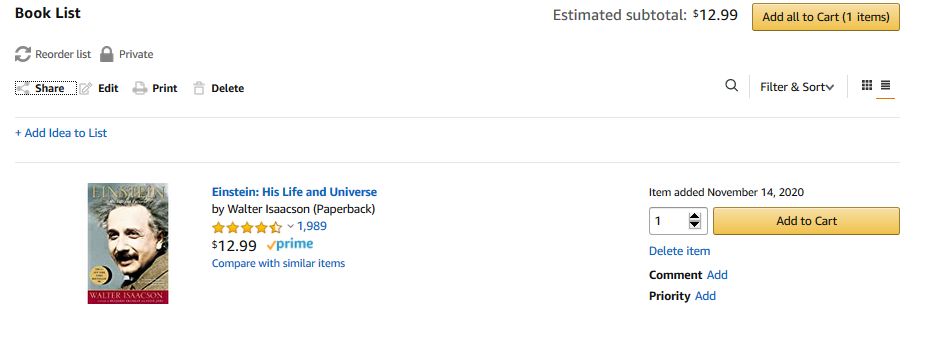 Book List
Estimated subtotal: $12.99
Add all to Cart (1 items)
Reorder list
Private
Share
Edit
Print
Delete
Filter & Sort
+ Add Idea to List
EINSTEIN
WALTER ISAACSON
Einstein: His Life and Universe
by Walter Isaacson (Paperback)
1,989
$12.99 prime
Compare with similar items
Item added November 14, 2020
1
Add to Cart
Delete item
Comment Add
Priority Add